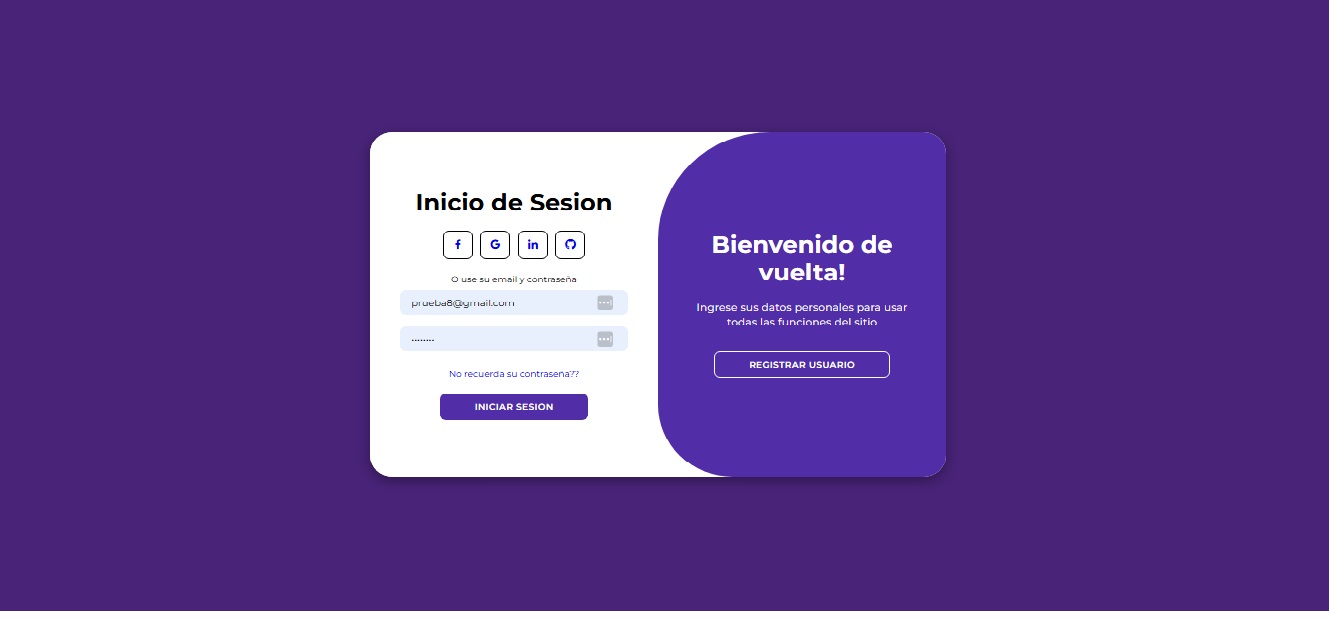 Inicio de Sesion
O use su email y contraseña
prueba8@gmail.com
No recuerda su contrasena??
INICIAR SESION
Bienvenido de
vuelta!
Ingrese sus datos personales para usar
todas las funciones del sitio
REGISTRAR USUARIO